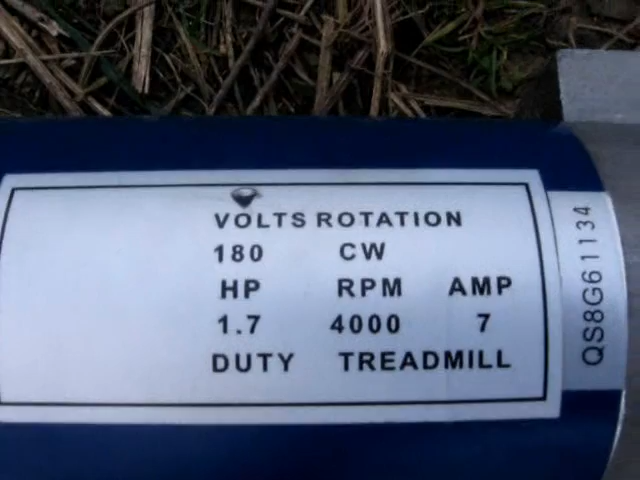 VOLTS ROTATION
180 CW
HP RPM AMP
1.7 4000 7
DUTY TREADMILL
QS8G61134